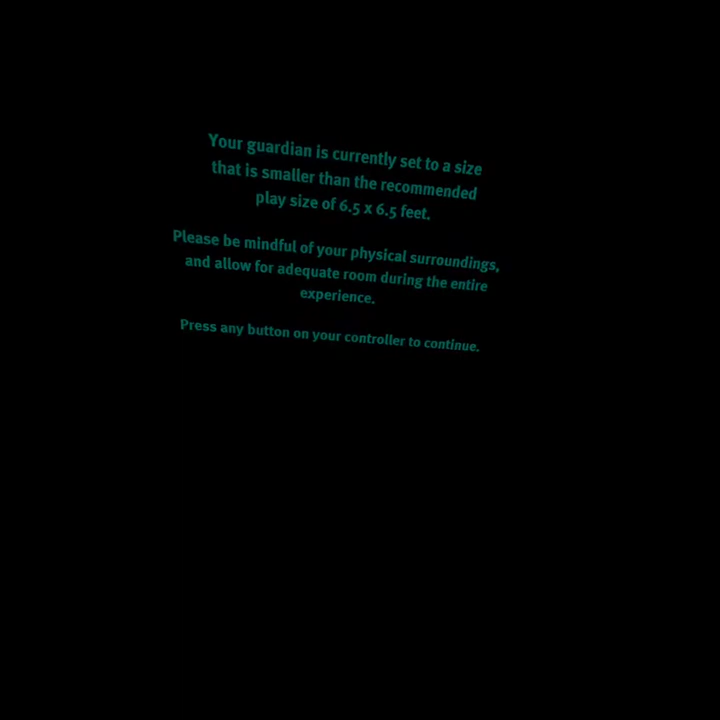 Your guardian is currently set to a size
that is smaller than the recommended
play size of 6.5 x 6.5 feet.
Please be mindful of your physical surroundings,
and allow for adequate room during the entire
experience.
Press any button on your controller to continue.